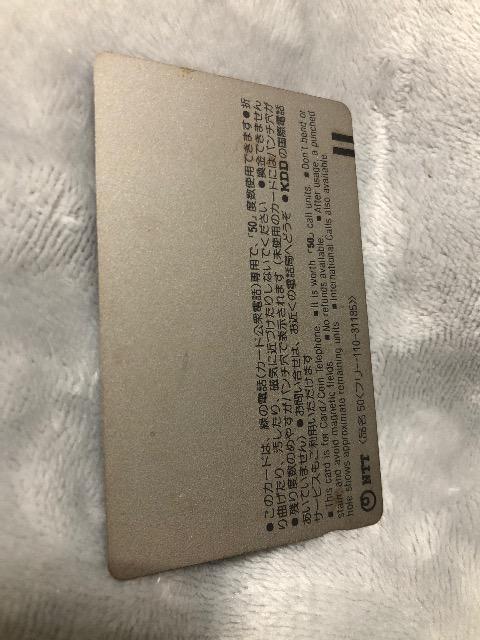 ●このカードは、緑の電話(カード公衆電話)専用で、「50」度数使用できます●折
り曲げたり、汚したり、磁気に近づけたりしないでください ●換金できません
●残り度数のめやすがパンチ穴で表示されます(未使用のカードにはパンチ穴が
あいていません)●お問い合せは、お近くの電話局へどうぞ ●KDDの国際電話
サービスもご利用いただけます
■This card is for Card/Coin Telephone. ■It is worth「50」call units. ■Don't bend or
stain, and avoid magnetic fields ■No refunds available ■After usage, a punched
hole shows approximate remaining units ■International Calls also available
NTT 〈品名 50くフリー110-31185》